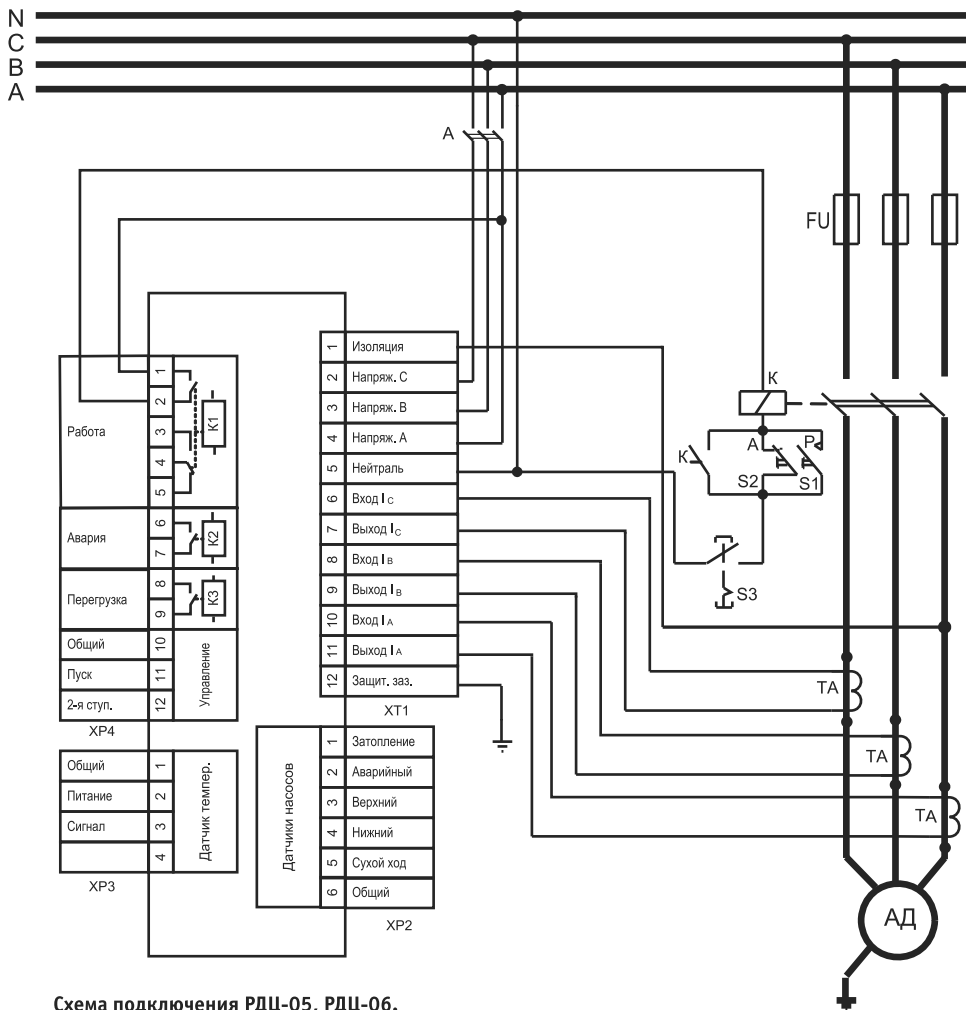 N
C
B
A
A
FU
1 Изоляция
2 Напряж. C
3 Напряж. B
4 Напряж. A
5 Нейтраль
6 Вход I C
7 Выход I C
8 Вход I B
9 Выход I B
10 Вход I A
11 Выход I A
12 Защит. заз.
XT1
Работа
1
2
3
4
5
K1
Авария
6
7
K2
Перегрузка
8
9
K3
Общий 10
Пуск 11
2-я ступ. 12
Управление
XP4
Общий 1
Питание 2
Сигнал 3
4
Датчик темпер.
XP3
Датчики насосов
1 Затопление
2 Аварийный
3 Верхний
4 Нижний
5 Сухой ход
6 Общий
XP2
K
K
A
P
S2
S1
S3
TA
TA
TA
АД
Схема подключения РДЦ-05, РДЦ-06.